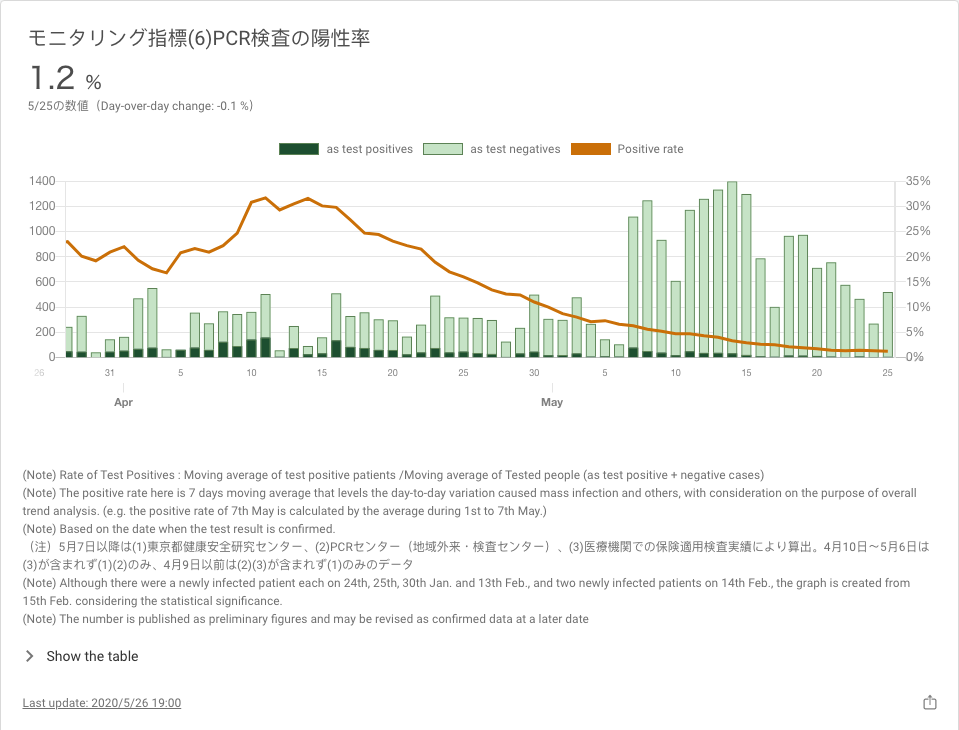 モニタリング指標(6)PCR検査の陽性率
1.2 %
5/25の数値（Day-over-day change: -0.1 %）
as test positives as test negatives Positive rate
1400 35%
1200 30%
1000 25%
800 20%
600 15%
400 10%
200 5%
0 0%
26 31 5 10 15 20 25 30 5 10 15 20 25
Apr May
(Note) Rate of Test Positives : Moving average of test positive patients /Moving average of Tested people (as test positive + negative cases)
(Note) The positive rate here is 7 days moving average that levels the day-to-day variation caused mass infection and others, with consideration on the purpose of overall
trend analysis. (e.g. the positive rate of 7th May is calculated by the average during 1st to 7th May.)
(Note) Based on the date when the test result is confirmed.
（注）5月7日以降は(1)東京都健康安全研究センター、(2)PCRセンター（地域外来・検査センター）、(3)医療機関での保険適用検査実績により算出。4月10日〜5月6日は
(3)が含まれず(1)(2)のみ、4月9日以前は(2)(3)が含まれず(1)のみのデータ
(Note) Although there were a newly infected patient each on 24th, 25th, 30th Jan. and 13th Feb., and two newly infected patients on 14th Feb., the graph is created from
15th Feb. considering the statistical significance.
(Note) The number is published as preliminary figures and may be revised as confirmed data at a later date
Show the table
Last update: 2020/5/26 19:00